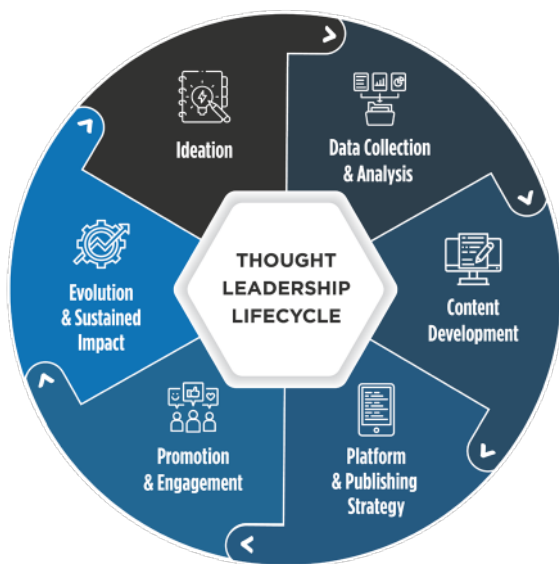 Ideation
Data Collection
& Analysis
Content
Development
Platform
& Publishing
Strategy
Promotion
& Engagement
Evolution
& Sustained
Impact
THOUGHT
LEADERSHIP
LIFECYCLE